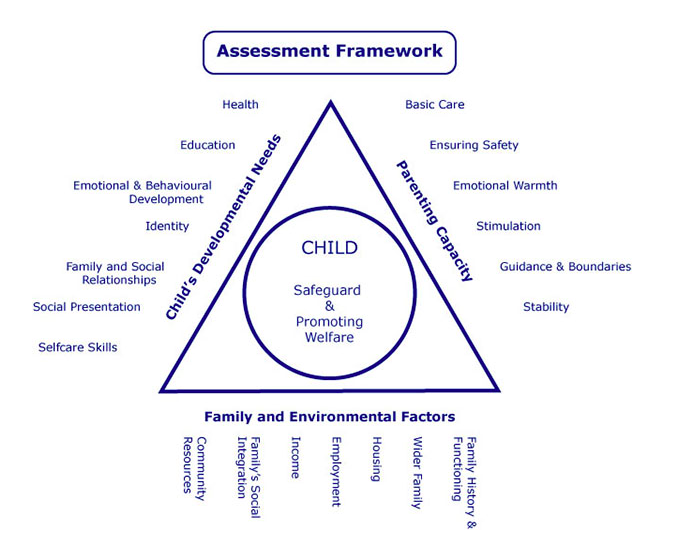 Assessment Framework
Health
Education
Emotional & Behavioural
Development
Identity
Family and Social
Relationships
Social Presentation
Selfcare Skills
Child's Developmental Needs
CHILD
Safeguard
&
Promoting
Welfare
Parenting Capacity
Basic Care
Ensuring Safety
Emotional Warmth
Stimulation
Guidance & Boundaries
Stability
Family and Environmental Factors
Community
Resources
Family's Social
Integration
Income
Employment
Housing
Wider Family
Family History &
Functioning